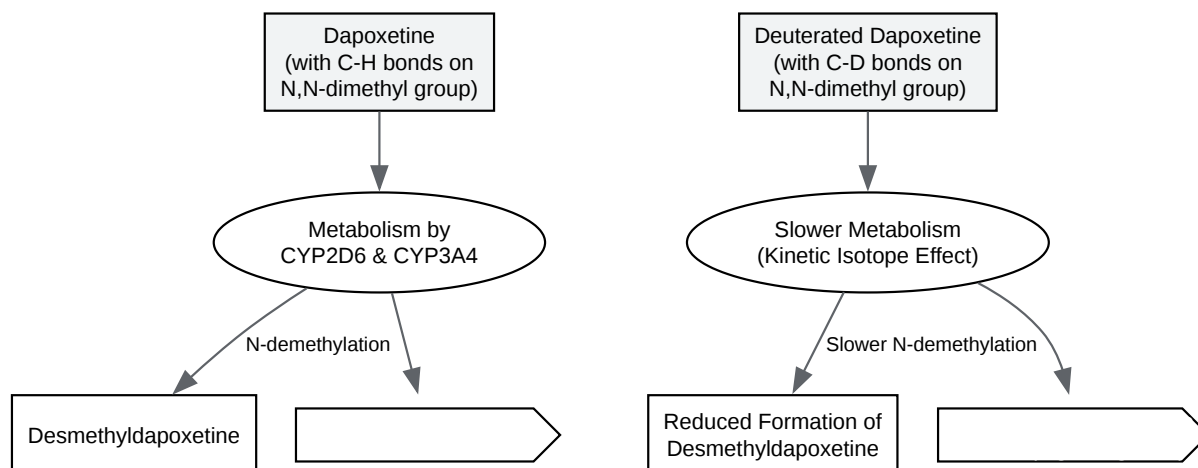 Dapoxetine
(with C-H bonds on
N,N-dimethyl group)
Deuterated Dapoxetine
(with C-D bonds on
N,N-dimethyl group)
Metabolism by
CYP2D6 & CYP3A4
Slower Metabolism
(Kinetic Isotope Effect)
N-demethylation
Slower N-demethylation
Desmethyldapoxetine
Reduced Formation of
Desmethyldapoxetine